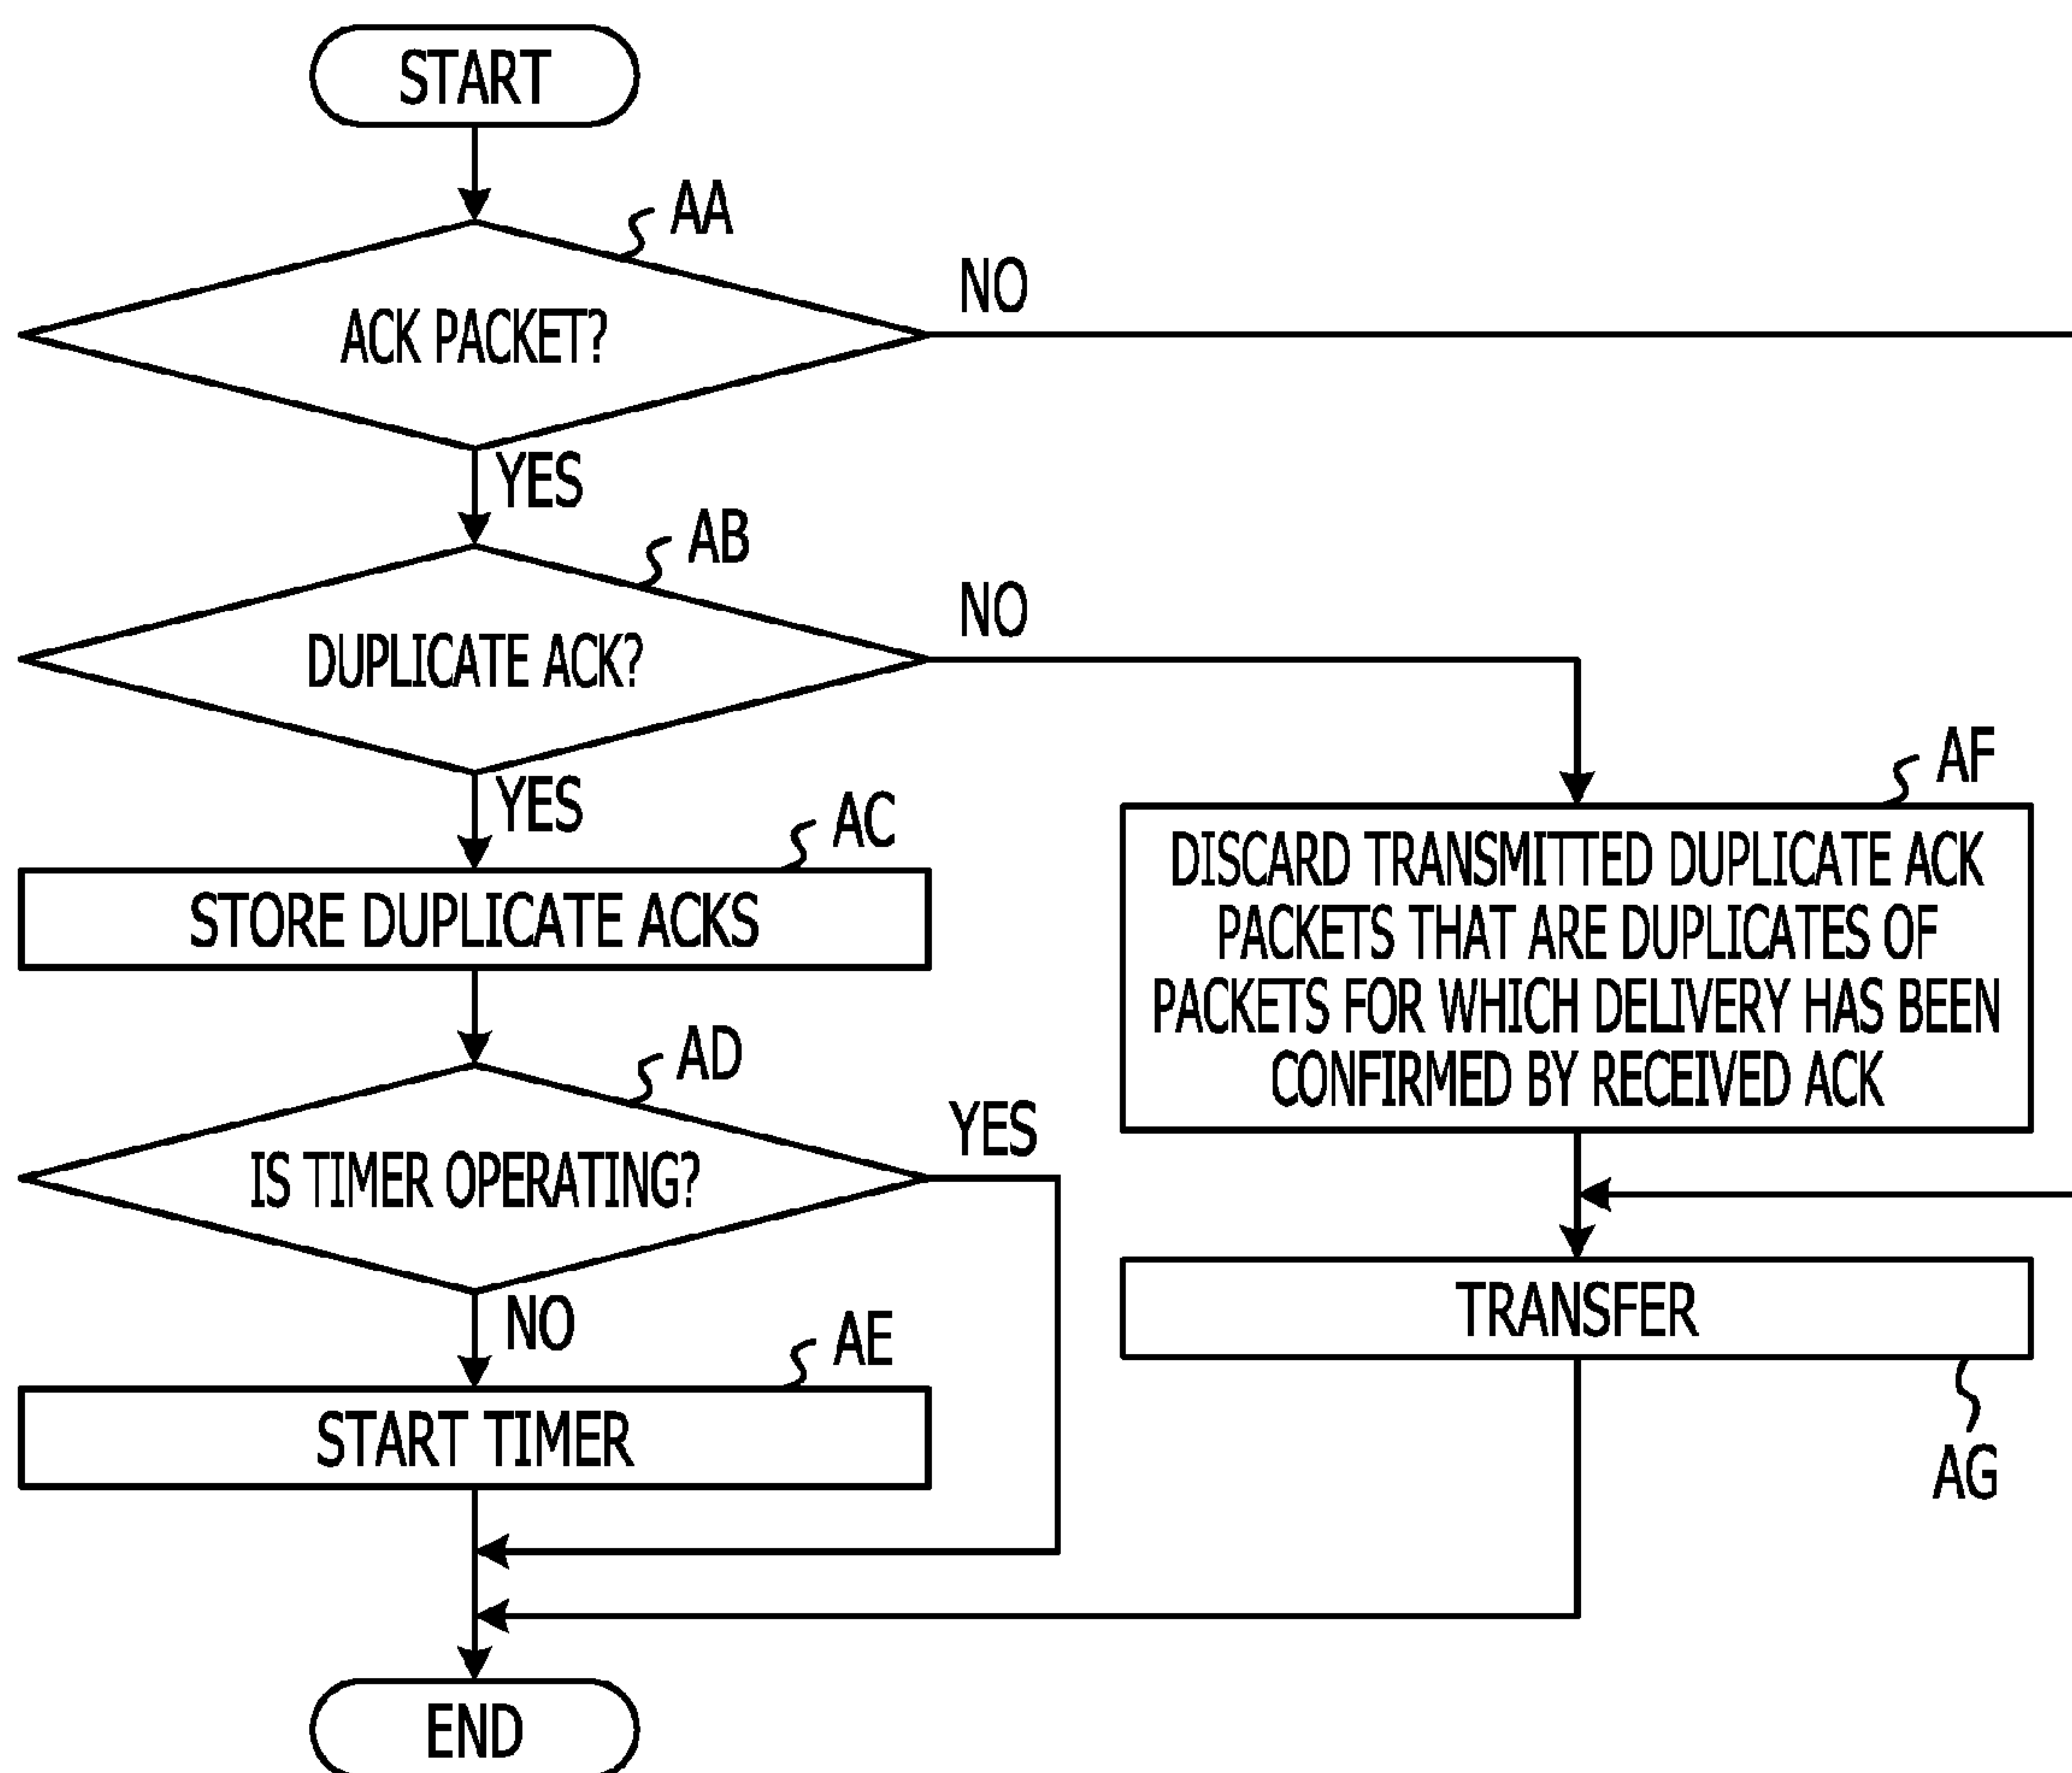 START
AA
ACK PACKET?
NO
YES
AB
DUPLICATE ACK?
NO
YES
AC
STORE DUPLICATE ACKS
AD
IS TIMER OPERATING?
YES
NO
AE
START TIMER
AF
DISCARD TRANSMITTED DUPLICATE ACK
PACKETS THAT ARE DUPLICATES OF
PACKETS FOR WHICH DELIVERY HAS BEEN
CONFIRMED BY RECEIVED ACK
TRANSFER
AG
END